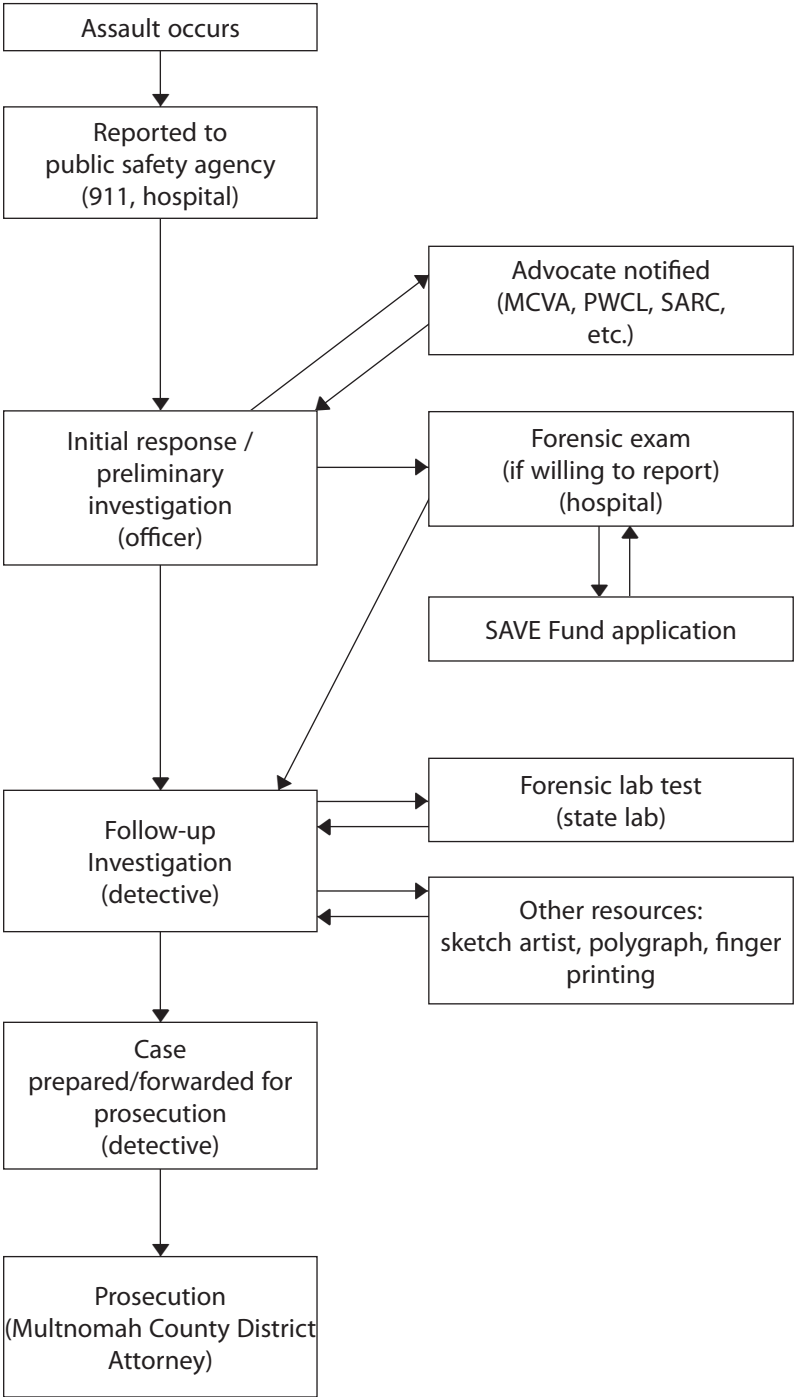 Assault occurs
Reported to
public safety agency
(911, hospital)
Advocate notified
(MCVA, PWCL, SARC,
etc.)
Initial response /
preliminary
investigation
(officer)
Forensic exam
(if willing to report)
(hospital)
SAVE Fund application
Forensic lab test
(state lab)
Follow-up
Investigation
(detective)
Other resources:
sketch artist, polygraph, finger
printing
Case
prepared/forwarded for
prosecution
(detective)
Prosecution
(Multnomah County District
Attorney)